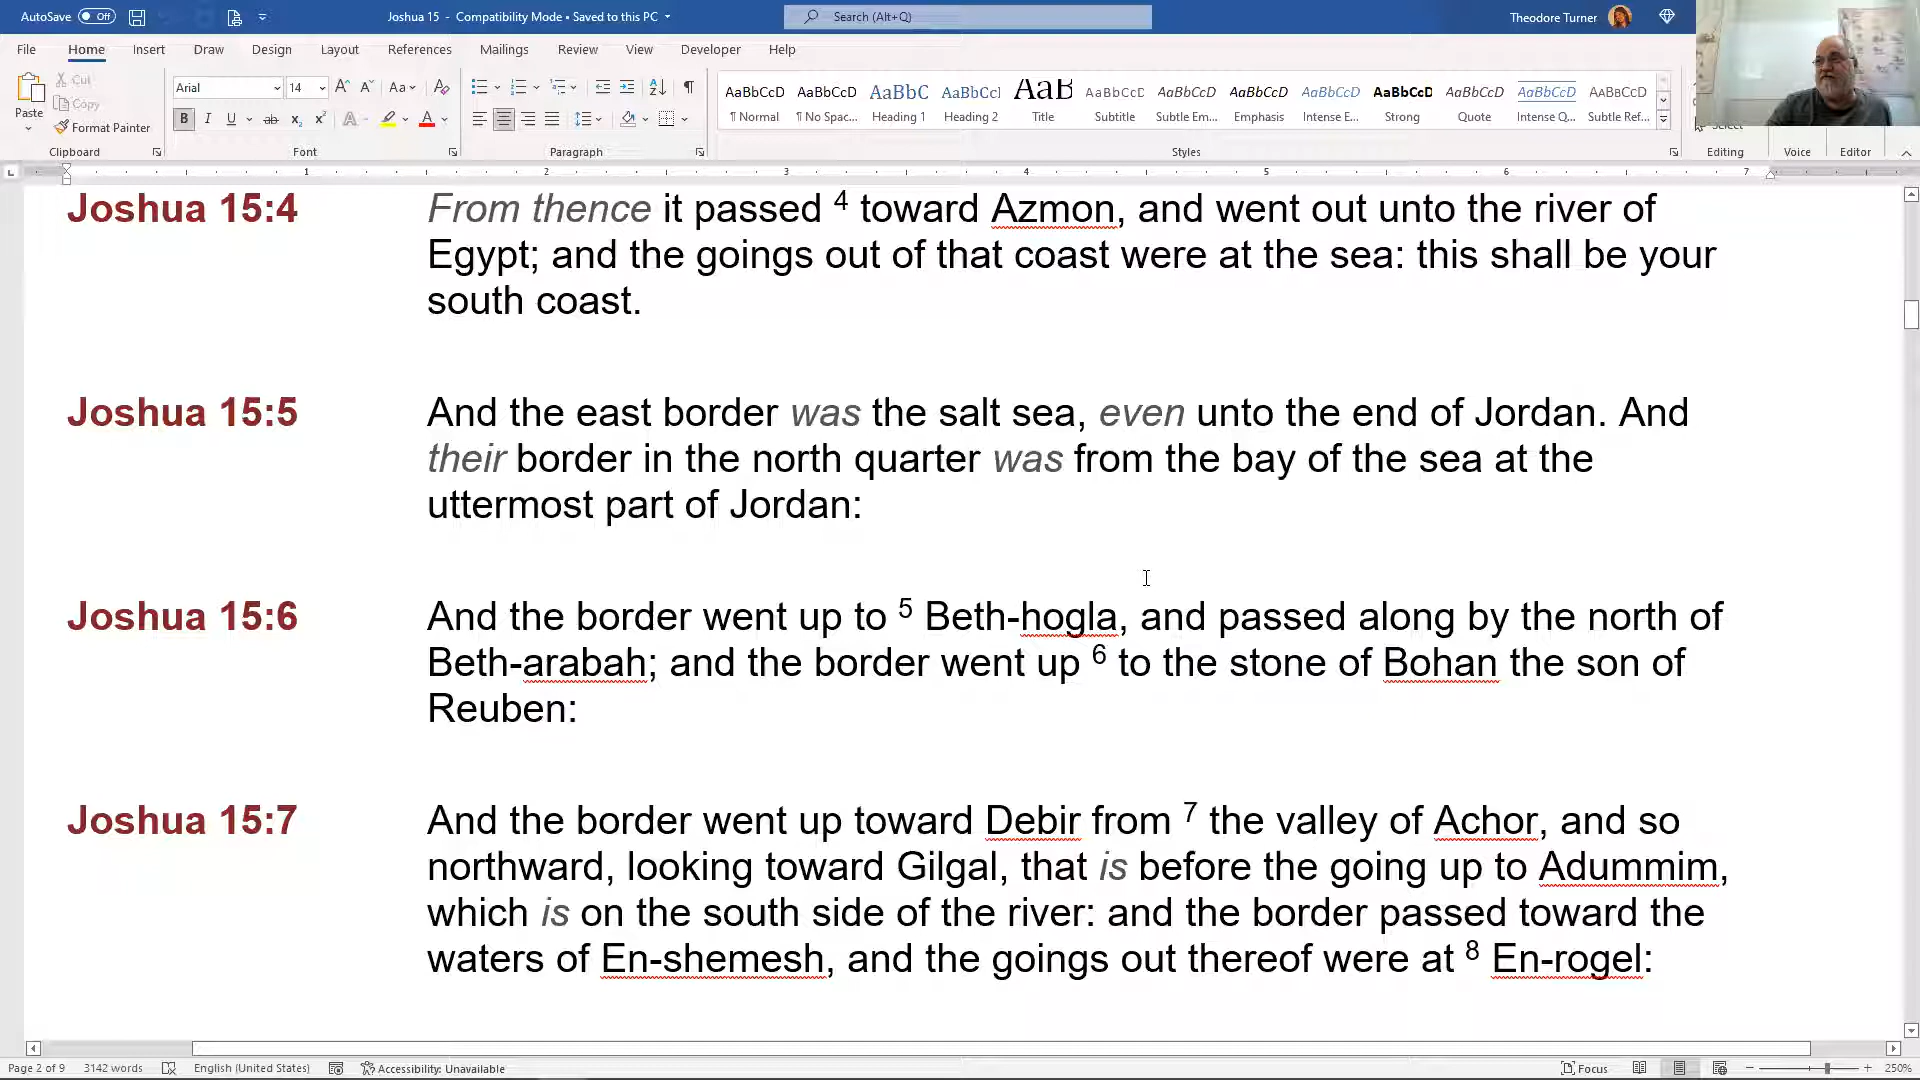 AutoSave Off Joshua 15 - Compatibility Mode • Saved to this PC Search (Alt+Q) Theodore Turner
File Home Insert Draw Design Layout References Mailings Review View Developer Help
Paste Cut Copy Format Painter
Arial 14
AaBbCcD AaBbCcD AaBbC AaBbCcI AaB AaBbCcD AaBbCcD AaBbCcD AaBbCcD AaBbCcD AaBbCcD AaBbCcD AABBCCD
¶ Normal ¶ No Spac... Heading 1 Heading 2 Title Subtitle Subtle Em... Emphasis Intense E... Strong Quote Intense Q... Subtle Ref... Select
Clipboard Font Paragraph Styles Editing Voice Editor
1 2 3 4 5 6 7
Joshua 15:4 From thence it passed 4 toward Azmon, and went out unto the river of
Egypt; and the goings out of that coast were at the sea: this shall be your
south coast.
Joshua 15:5 And the east border was the salt sea, even unto the end of Jordan. And
their border in the north quarter was from the bay of the sea at the
uttermost part of Jordan:
Joshua 15:6 And the border went up to 5 Beth-hogla, and passed along by the north of
Beth-arabah; and the border went up 6 to the stone of Bohan the son of
Reuben:
Joshua 15:7 And the border went up toward Debir from 7 the valley of Achor, and so
northward, looking toward Gilgal, that is before the going up to Adummim,
which is on the south side of the river: and the border passed toward the
waters of En-shemesh, and the goings out thereof were at 8 En-rogel:
Page 2 of 9 3142 words English (United States) Accessibility: Unavailable Focus 250%